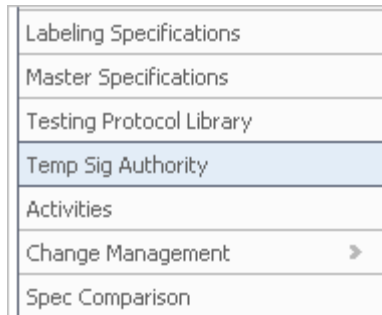 Labeling Specifications
Master Specifications
Testing Protocol Library
Temp Sig Authority
Activities
Change Management
Spec Comparison